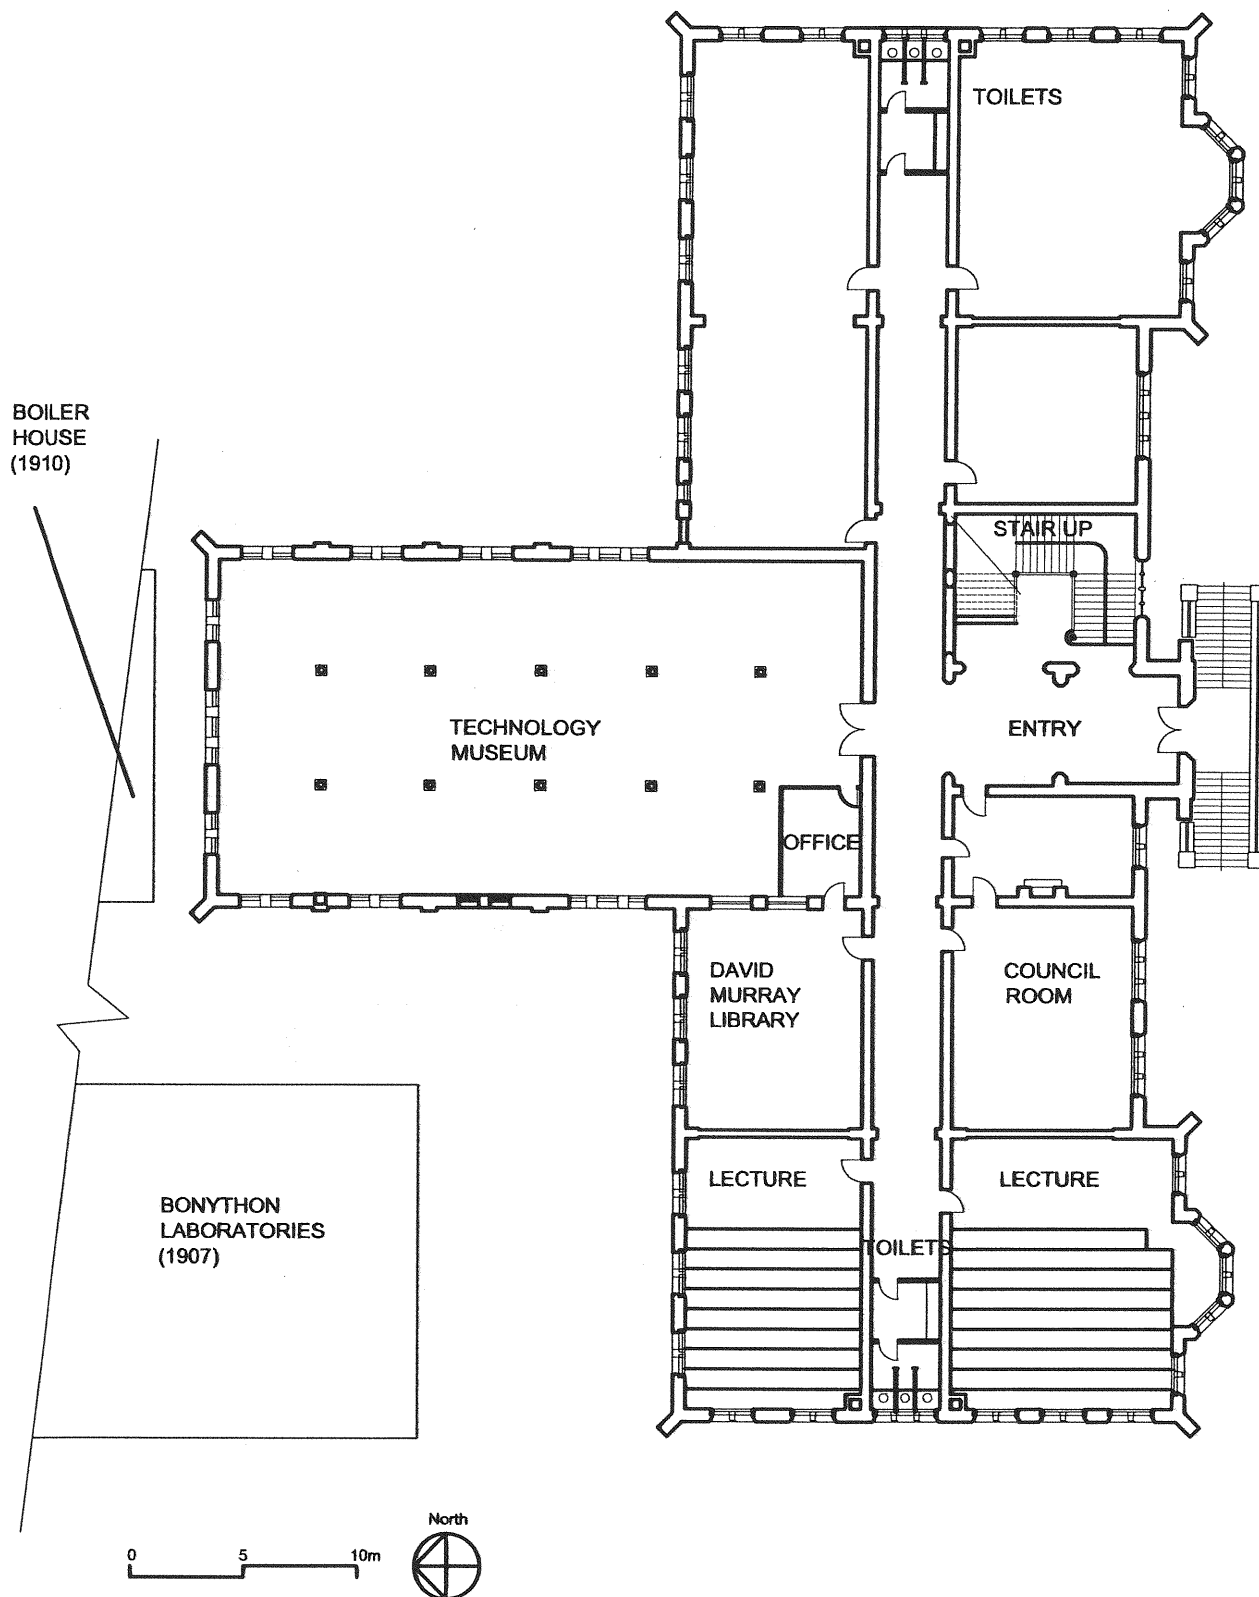 TOILETS
BOILER
HOUSE
(1910)
STAIR UP
TECHNOLOGY
MUSEUM
ENTRY
OFFICE
DAVID
MURRAY
LIBRARY
COUNCIL
ROOM
LECTURE
LECTURE
BONYTHON
LABORATORIES
(1907)
TOILETS
North
0 5 10m